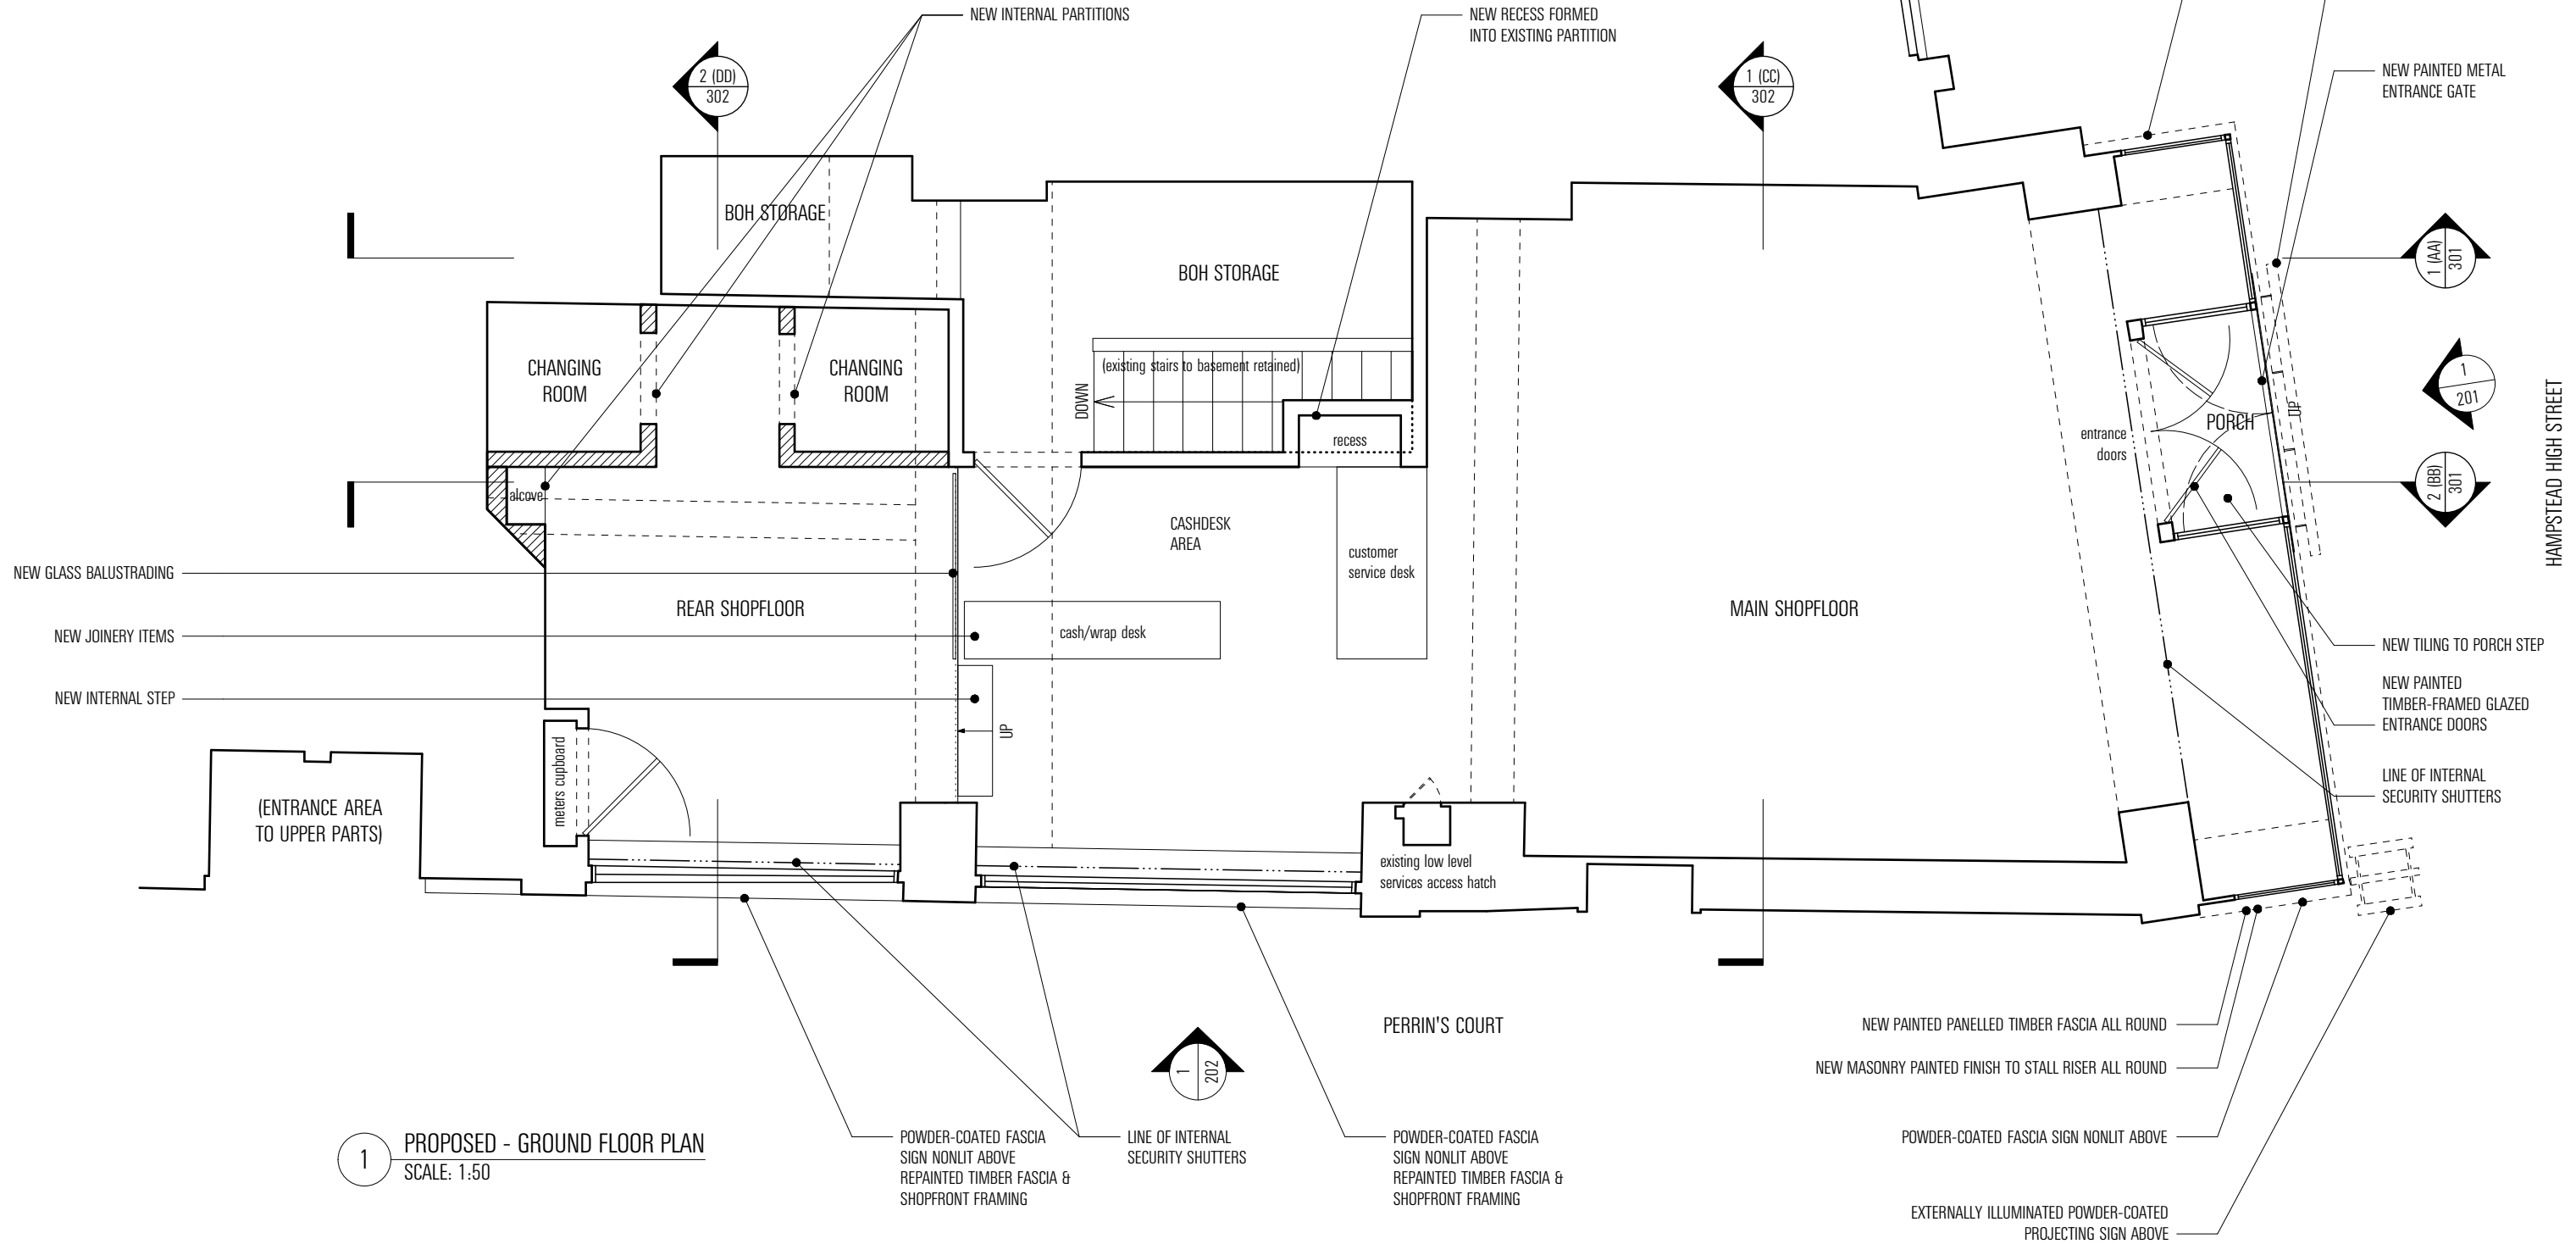 NEW INTERNAL PARTITIONS
NEW RECESS FORMED
INTO EXISTING PARTITION
2 (DD)
302
1 (CC)
302
NEW PAINTED METAL
ENTRANCE GATE
BOH STORAGE
BOH STORAGE
1 (AA)
301
CHANGING
ROOM
CHANGING
ROOM
(existing stairs to basement retained)
DOWN
recess
1
201
UP
PORCH
entrance
doors
HAMPSTEAD HIGH STREET
2 (BB)
301
alcove
CASHDESK
AREA
customer
service desk
NEW GLASS BALUSTRADING
REAR SHOPFLOOR
MAIN SHOPFLOOR
NEW JOINERY ITEMS
cash/wrap desk
NEW TILING TO PORCH STEP
NEW INTERNAL STEP
UP
NEW PAINTED
TIMBER-FRAMED GLAZED
ENTRANCE DOORS
meters cupboard
LINE OF INTERNAL
SECURITY SHUTTERS
(ENTRANCE AREA
TO UPPER PARTS)
existing low level
services access hatch
PERRIN'S COURT
1
202
NEW PAINTED PANELLED TIMBER FASCIA ALL ROUND
NEW MASONRY PAINTED FINISH TO STALL RISER ALL ROUND
1
PROPOSED - GROUND FLOOR PLAN
SCALE: 1:50
POWDER-COATED FASCIA
SIGN NONLIT ABOVE
REPAINTED TIMBER FASCIA &
SHOPFRONT FRAMING
LINE OF INTERNAL
SECURITY SHUTTERS
POWDER-COATED FASCIA
SIGN NONLIT ABOVE
REPAINTED TIMBER FASCIA &
SHOPFRONT FRAMING
POWDER-COATED FASCIA SIGN NONLIT ABOVE
EXTERNALLY ILLUMINATED POWDER-COATED
PROJECTING SIGN ABOVE